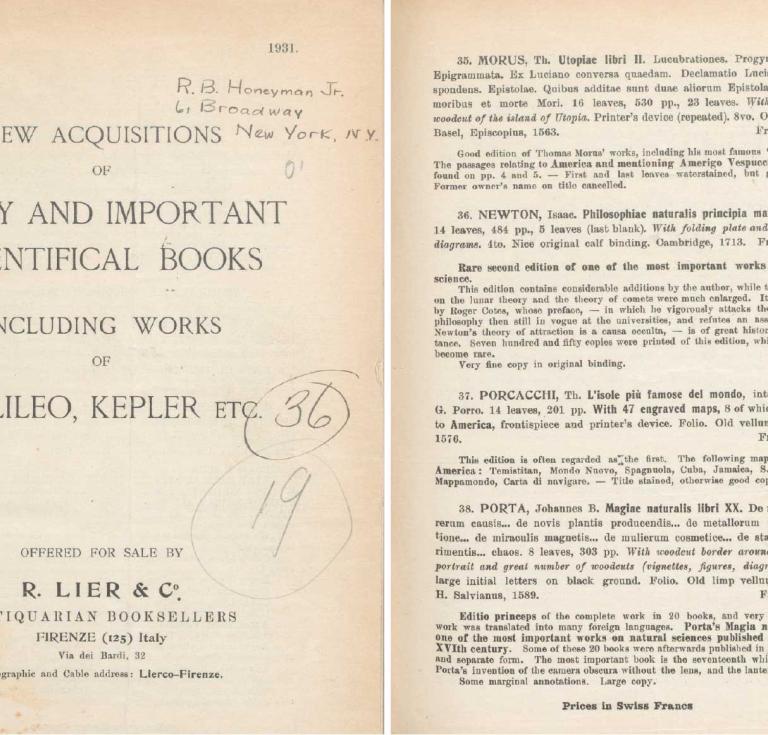 1931.
R. B. Honeyman Jr.
61 Broadway
New York, N.Y.
EW ACQUISITIONS
OF
Y AND IMPORTANT
ENTIFICAL BOOKS
NCLUDING WORKS
OF
LILEO, KEPLER ETC.
36
19
OFFERED FOR SALE BY
R. LIER & Cº.
TIQUARIAN BOOKSELLERS
FIRENZE (125) Italy
Via dei Bardi, 32
ographic and Cable address: Lierco-Firenze.
35. MORUS, Th. Utopiae libri II. Lucubrationes. Progy
Epigrammata. Ex Luciano conversa quaedam. Declamatio Luci
spondens. Epistolae. Quibus additae sunt duae aliorum Epistola
moribus et morte Mori. 16 leaves, 530 pp., 23 leaves. With
woodcut of the island of Utopia. Printer's device (repeated). 8vo. O
Basel, Episcopius, 1563. Fr
Good edition of Thomas Morus' works, including his most famous
The passages relating to America and mentioning Amerigo Vespucc
found on pp. 4 and 5. — First and last leaves waterstained, but g
Former owner's name on title cancelled.
36. NEWTON, Isaac. Philosophiae naturalis principia ma
14 leaves, 484 pp., 5 leaves (last blank). With folding plate and
diagrams. 4to. Nice original calf binding. Cambridge, 1713. F
Rare second edition of one of the most important works
science.
This edition contains considerable additions by the author, while t
on the lunar theory and the theory of comets were much enlarged. It
by Roger Cotes, whose preface, — in which he vigorously attacks the
philosophy then still in vogue at the universities, and refutes an ass
Newton's theory of attraction is a causa occulta, — is of great histor
tance. Seven hundred and fifty copies were printed of this edition, whi
become rare.
Very fine copy in original binding.
37. PORCACCHI, Th. L'isole più famose del mondo, int
G. Porro. 14 leaves, 201 pp. With 47 engraved maps, 8 of whic
to America, frontispiece and printer's device. Folio. Old vellum
1576. F
This edition is often regarded as the first. The following map
America: Temistitan, Mondo Nuovo, Spagnuola, Cuba, Jamaica, S.
Mappamondo, Carta di navigare. — Title stained, otherwise good cop
38. PORTA, Johannes B. Magiae naturalis libri XX. De
rerum causis... de novis plantis producendis... de metallorum
tione... de miraculis magnetis... de mulierum cosmetice... de sta
rimentis... chaos. 8 leaves, 303 pp. With woodcut border aroun
portrait and great number of woodcuts (vignettes, figures, diagr
large initial letters on black ground. Folio. Old limp vellu
H. Salvianus, 1589. F
Editio princeps of the complete work in 20 books, and very
work was translated into many foreign languages. Porta's Magia n
one of the most important works on natural sciences published
XVIth century. Some of these 20 books were afterwards published in
and separate form. The most important book is the seventeenth whi
Porta's invention of the camera obscura without the lens, and the lante
Some marginal annotations. Large copy.
Prices in Swiss Francs